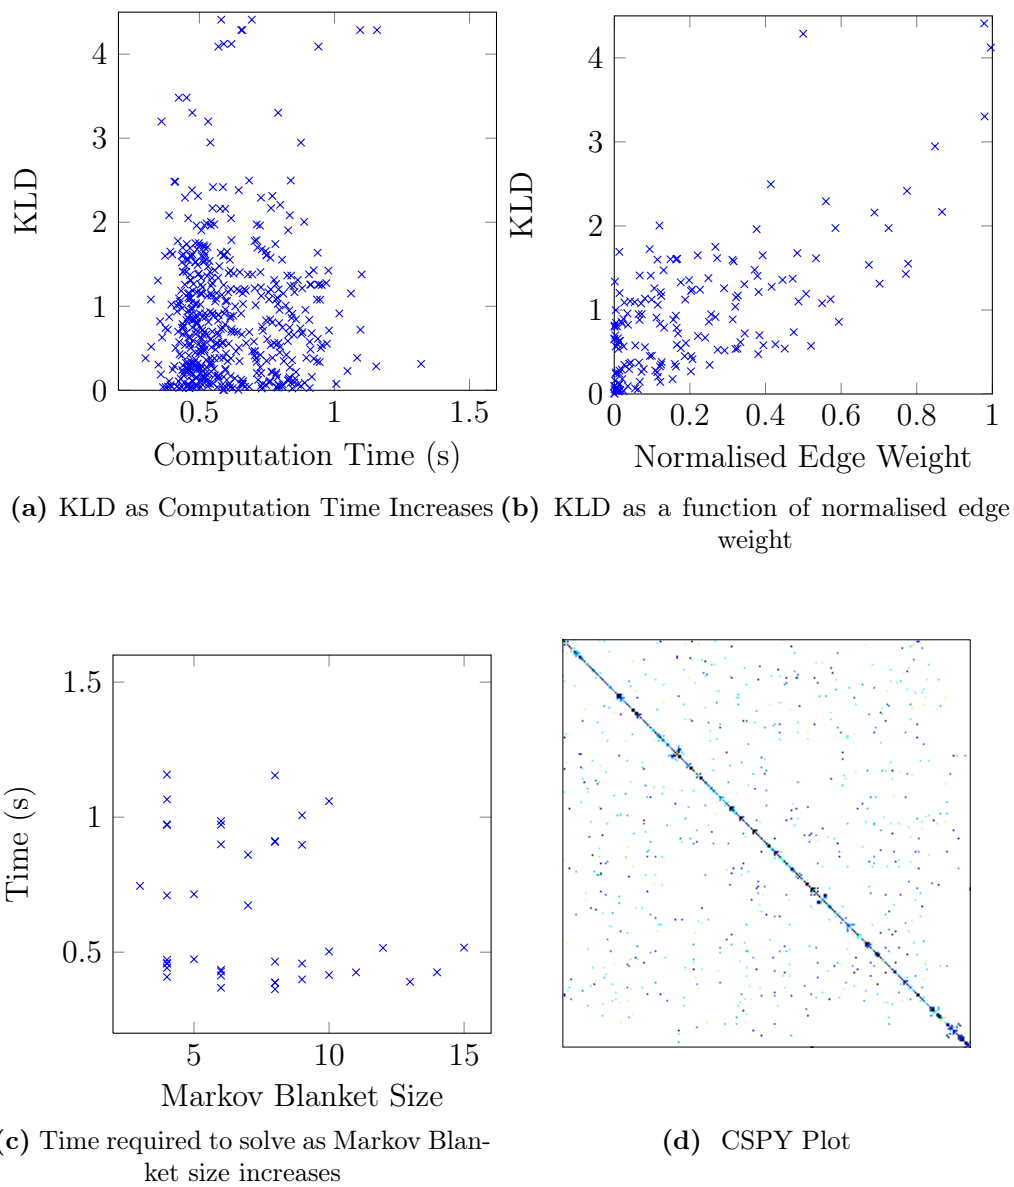 4
3
2
1
0
KLD
0.5
1
1.5
Computation Time (s)
(a) KLD as Computation Time Increases
4
3
2
1
0
KLD
0
0.2
0.4
0.6
0.8
1
Normalised Edge Weight
(b) KLD as a function of normalised edge
weight
1.5
1
0.5
Time (s)
5
10
15
Markov Blanket Size
(c) Time required to solve as Markov Blan-
ket size increases
(d) CSPY Plot